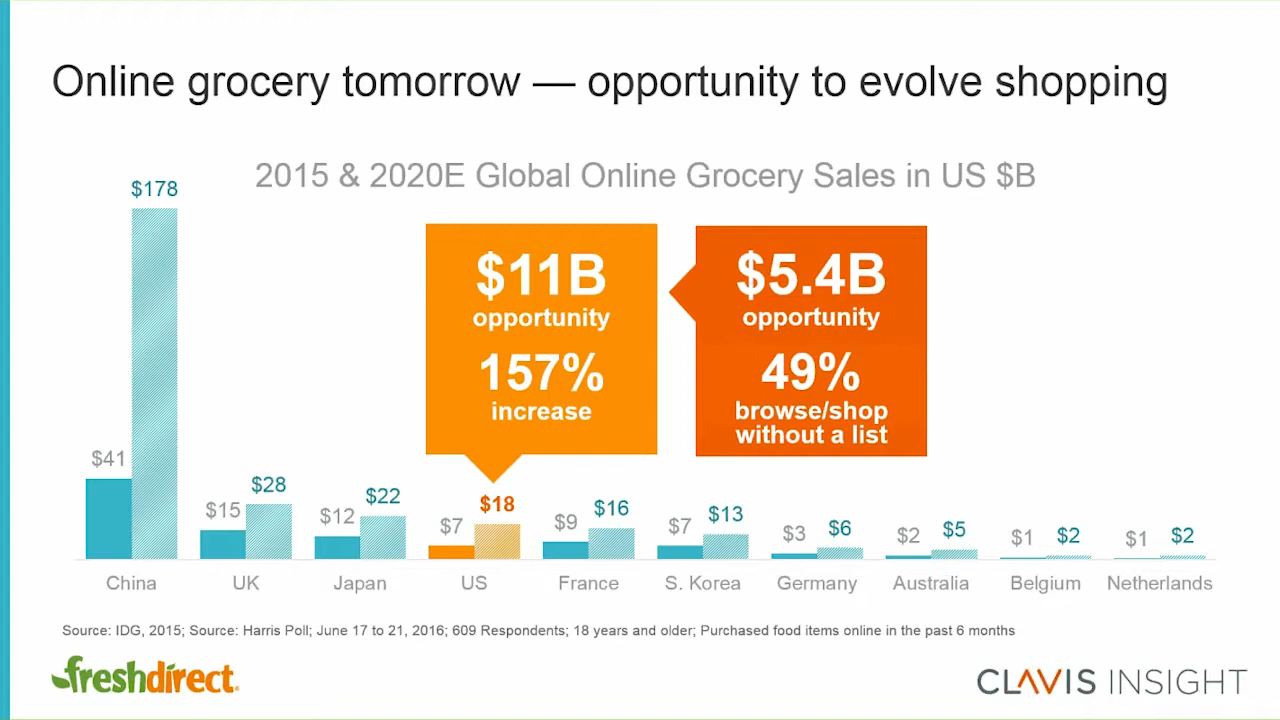 Online grocery tomorrow — opportunity to evolve shopping
2015 & 2020E Global Online Grocery Sales in US $B
$11B
opportunity
157%
increase
$5.4B
opportunity
49%
browse/shop
without a list
$41 $178
$15 $28
$12 $22
$7 $18
$9 $16
$7 $13
$3 $6
$2 $5
$1 $2
$1 $2
China UK Japan US France S. Korea Germany Australia Belgium Netherlands
Source: IDG, 2015; Source: Harris Poll; June 17 to 21, 2016; 609 Respondents; 18 years and older; Purchased food items online in the past 6 months
freshdirect®
CLAVIS INSIGHT